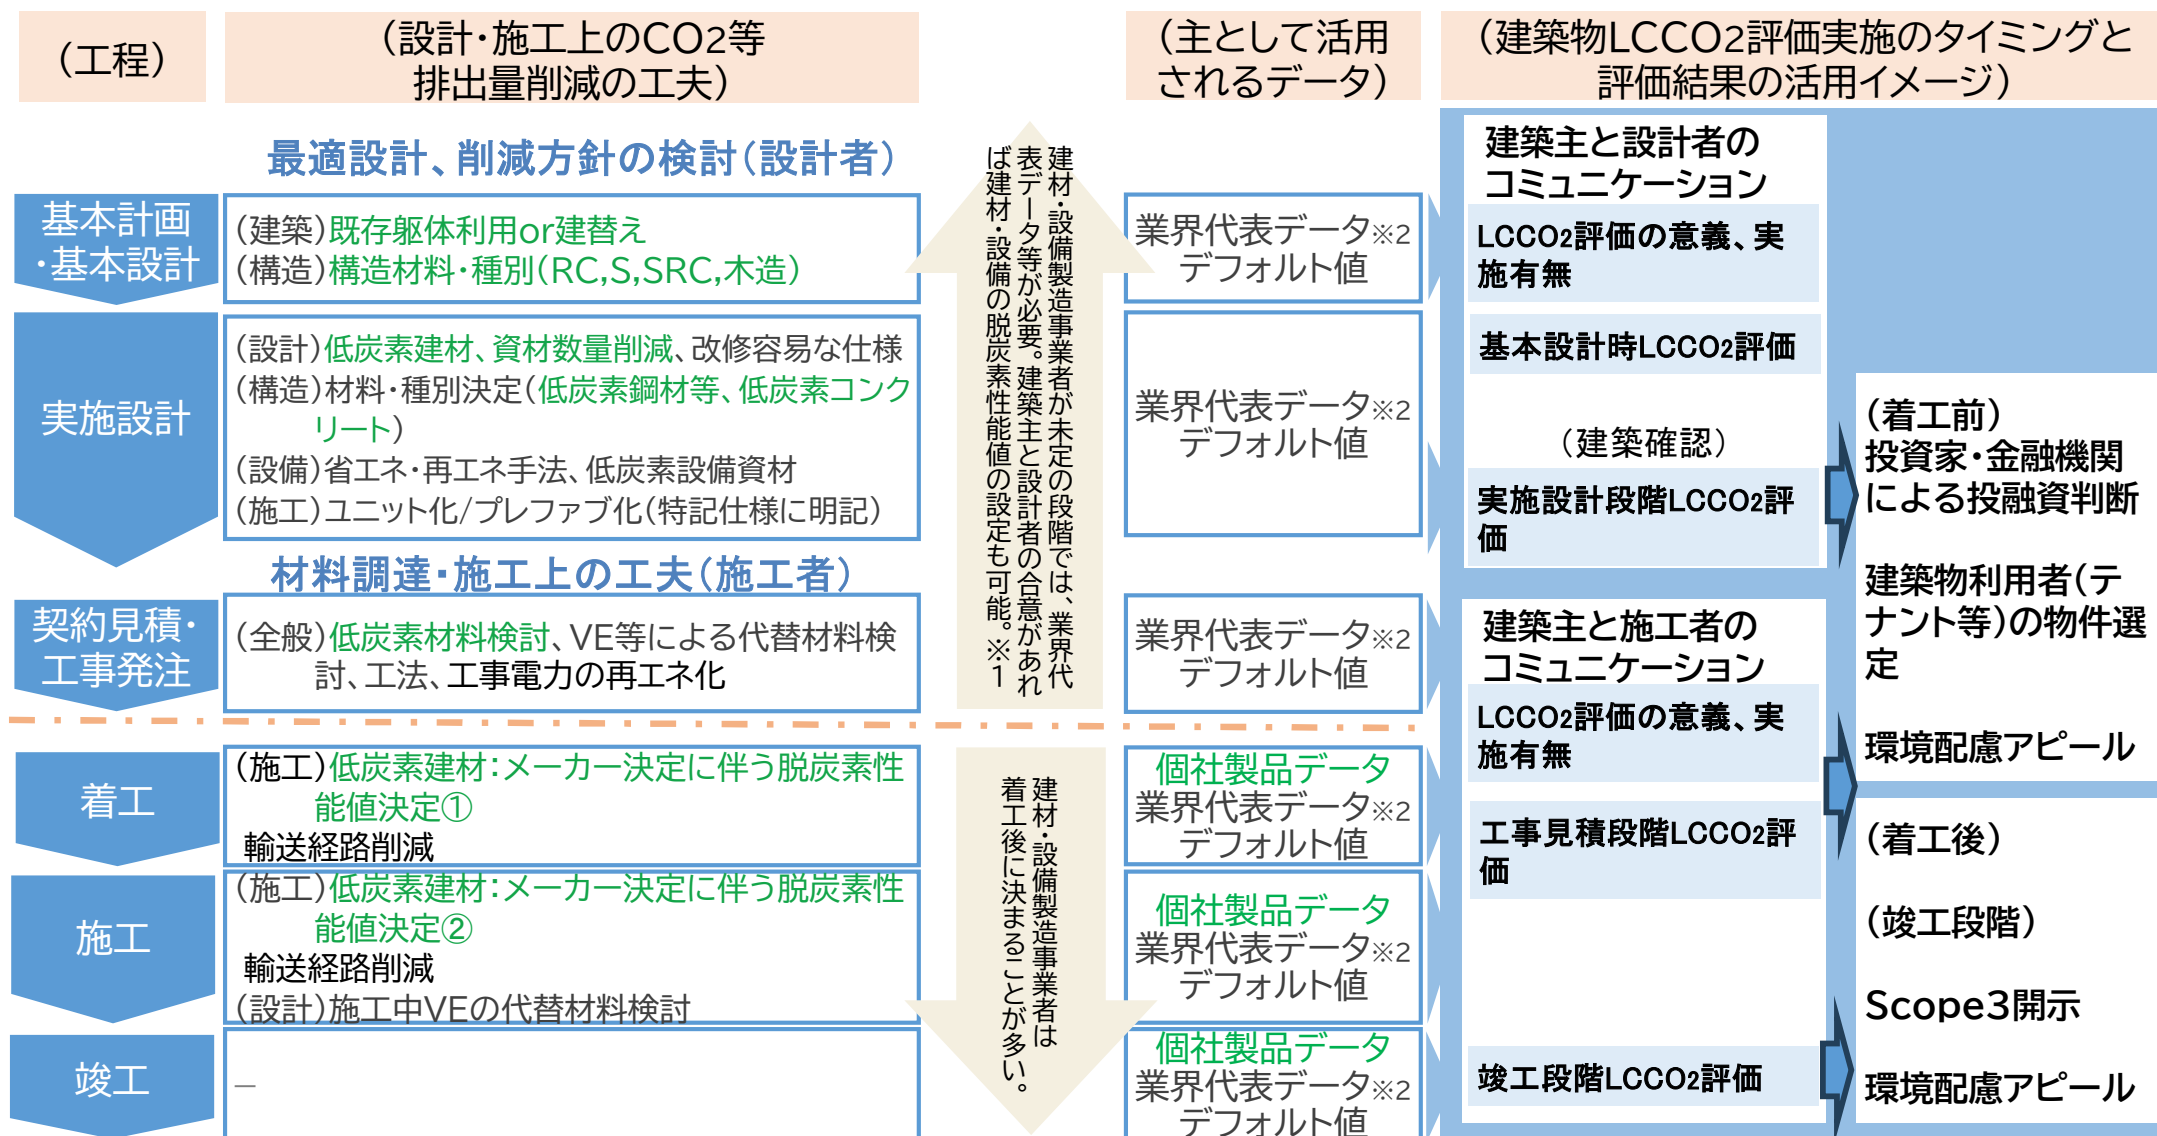 (工程)
(設計・施工上のCO2等
排出量削減の工夫)
(主として活用
されるデータ)
(建築物LCCO2評価実施のタイミングと
評価結果の活用イメージ)
最適設計、削減方針の検討(設計者)
基本計画
・基本設計
(建築)既存躯体利用or建替え
(構造)構造材料・種別(RC,S,SRC,木造)
実施設計
(設計)低炭素建材、資材数量削減、改修容易な仕様
(構造)材料・種別決定(低炭素鋼材等、低炭素コンク
リート)
(設備)省エネ・再エネ手法、低炭素設備資材
(施工)ユニット化/プレファブ化(特記仕様に明記)
材料調達・施工上の工夫(施工者)
契約見積・
工事発注
(全般)低炭素材料検討、VE等による代替材料検
討、工法、工事電力の再エネ化
着工
(施工)低炭素建材:メーカー決定に伴う脱炭素性
能値決定①
輸送経路削減
施工
(施工)低炭素建材:メーカー決定に伴う脱炭素性
能値決定②
輸送経路削減
(設計)施工中VEの代替材料検討
竣工
―
建材・設備製造事業者が未定の段階では、業界代
表データ等が必要。建築主と設計者の合意があれ
ば建材・設備の脱炭素性能値の設定も可能。※1
建材・設備製造事業者は
着工後に決まることが多い。
業界代表データ※2
デフォルト値
業界代表データ※2
デフォルト値
業界代表データ※2
デフォルト値
個社製品データ
業界代表データ※2
デフォルト値
個社製品データ
業界代表データ※2
デフォルト値
個社製品データ
業界代表データ※2
デフォルト値
建築主と設計者の
コミュニケーション
LCCO2評価の意義、実
施有無
基本設計時LCCO2評価
(建築確認)
実施設計段階LCCO2評
価
建築主と施工者の
コミュニケーション
LCCO2評価の意義、実
施有無
工事見積段階LCCO2評
価
竣工段階LCCO2評価
(着工前)
投資家・金融機関
による投融資判断
建築物利用者(テ
ナント等)の物件選
定
環境配慮アピール
(着工後)
(竣工段階)
Scope3開示
環境配慮アピール